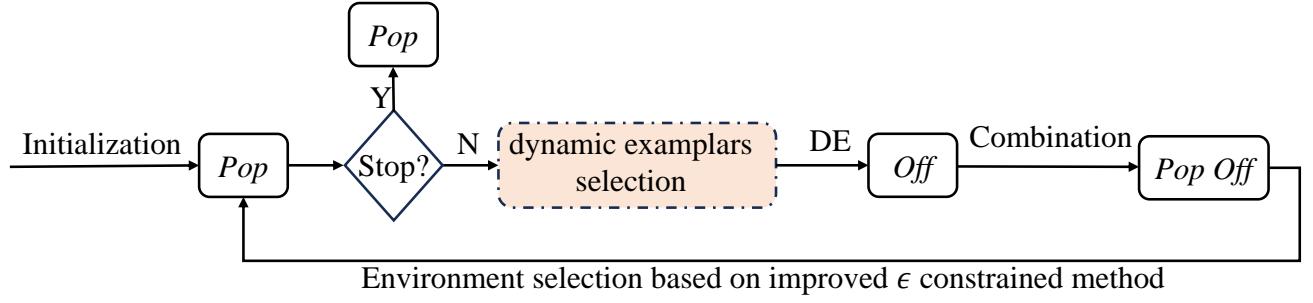 Pop
Y
Initialization
Pop
Stop?
N
dynamic examplars
selection
DE
Off
Combination
Pop Off
Environment selection based on improved ϵ constrained method